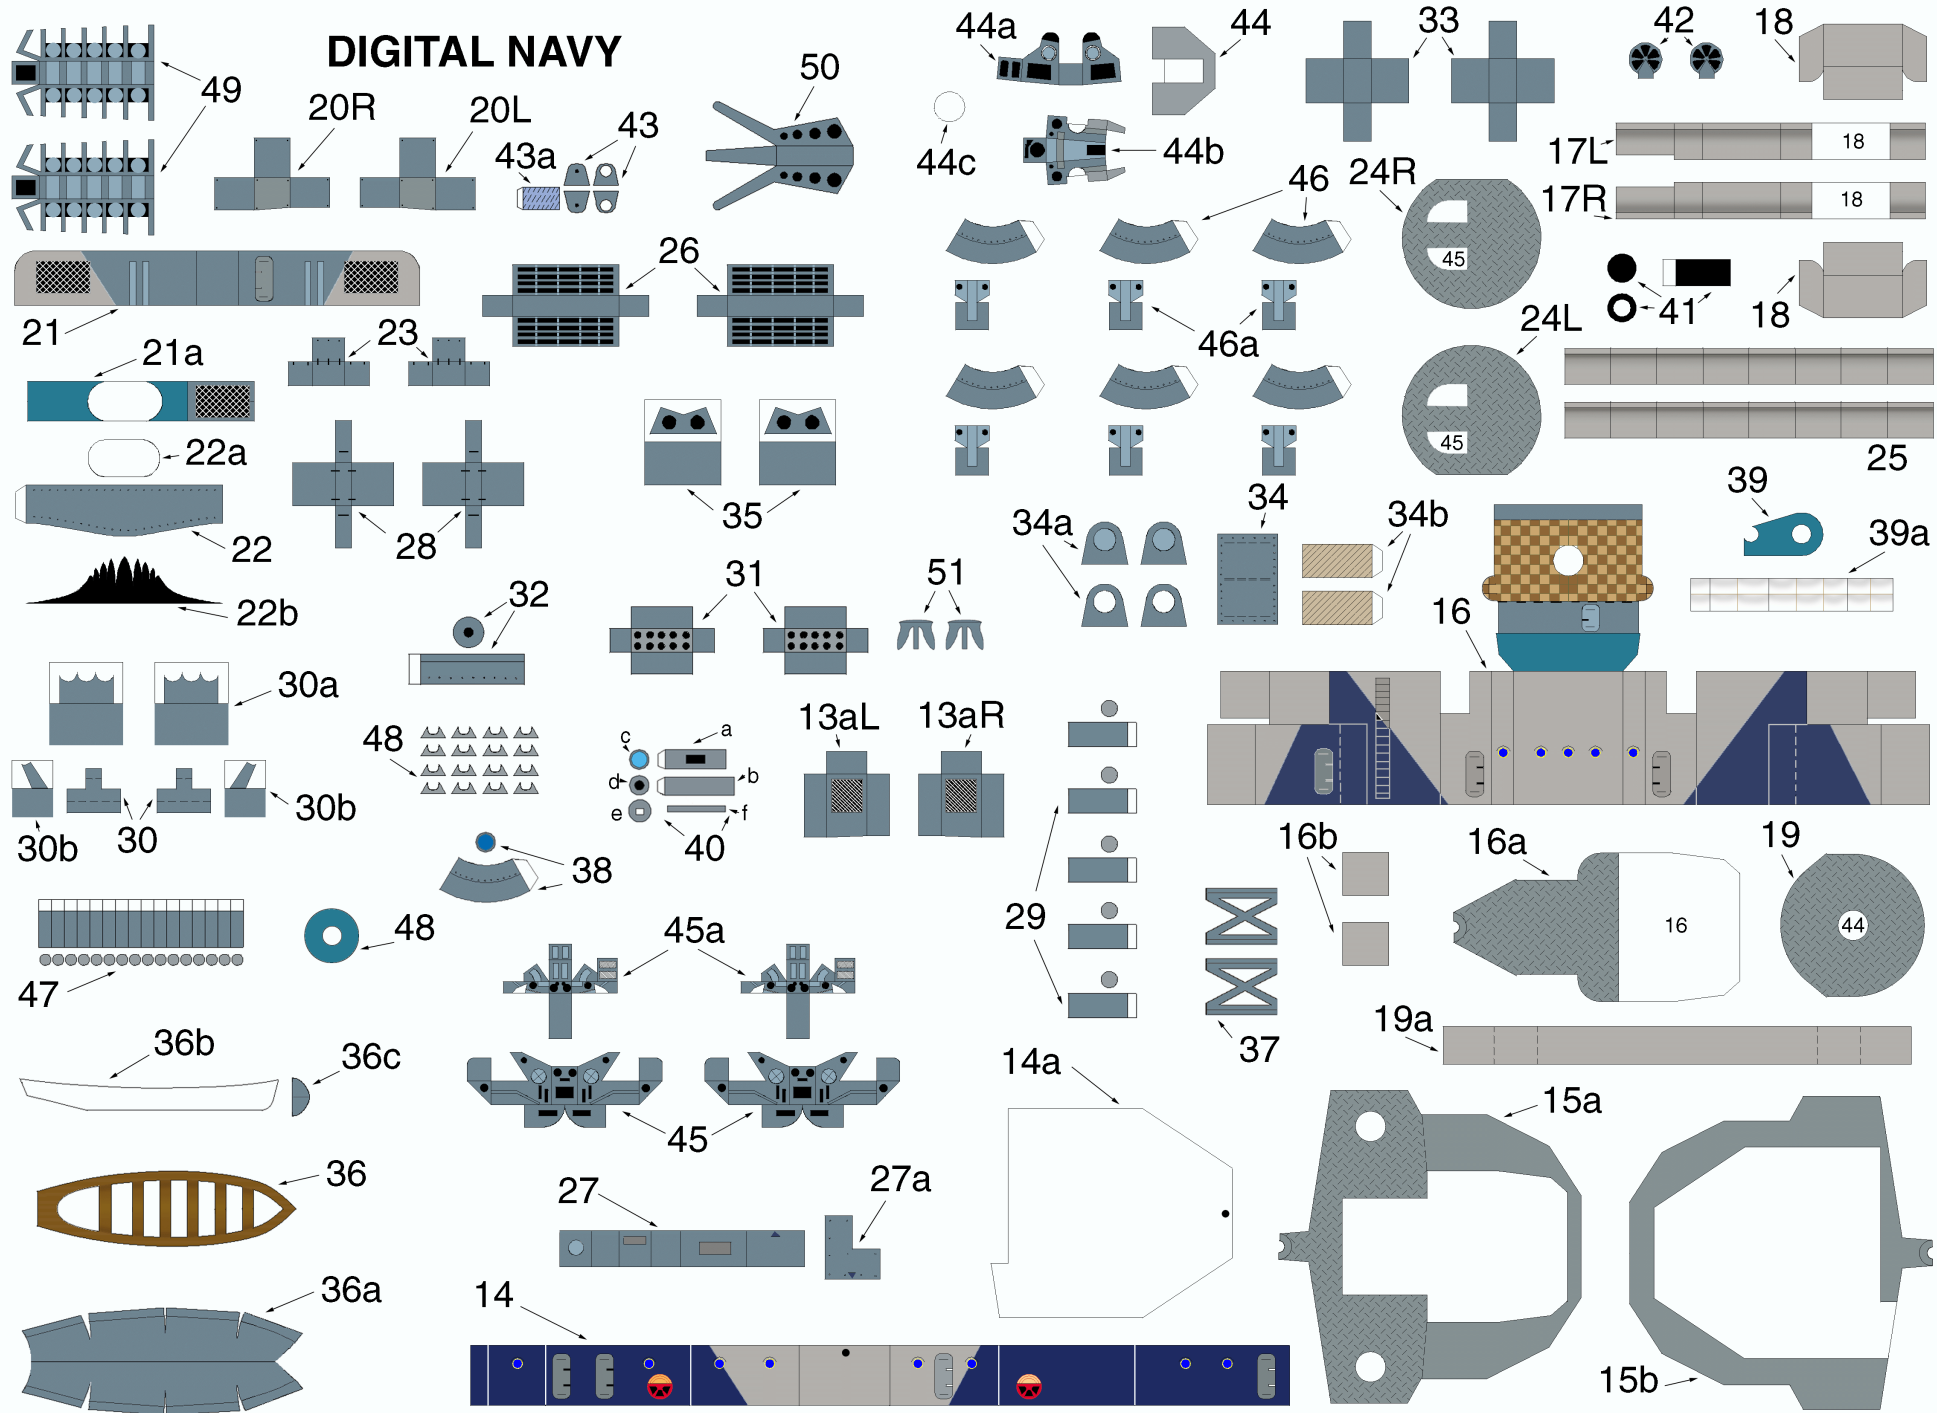 DIGITAL NAVY
49
20R
20L
43
43a
50
44a
44
44c
44b
33
42
18
17L
18
17R
18
24R
45
46
46a
41
18
24L
45
25
21
26
21a
23
22a
22
22b
28
35
34a
34
34b
39
39a
16
32
31
51
30a
30b
30b
30
48
c
a
d
b
e
f
40
38
13aL
13aR
29
16b
16a
16
19
44
47
48
45a
45
37
19a
36b
36c
14a
15a
36
27
27a
36a
14
15b